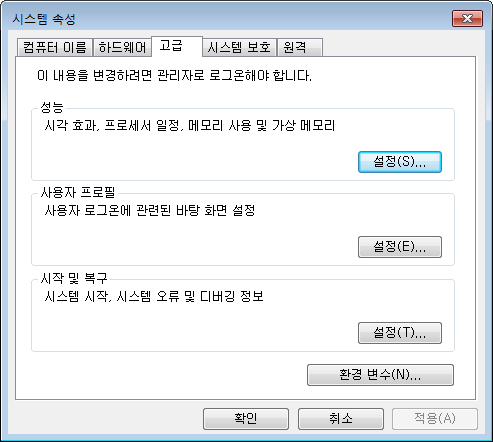 시스템 속성
컴퓨터 이름 하드웨어 고급 시스템 보호 원격
이 내용을 변경하려면 관리자로 로그온해야 합니다.
성능
시각 효과, 프로세서 일정, 메모리 사용 및 가상 메모리
설정(S)...
사용자 프로필
사용자 로그온에 관련된 바탕 화면 설정
설정(E)...
시작 및 복구
시스템 시작, 시스템 오류 및 디버깅 정보
설정(T)...
환경 변수(N)...
확인 취소 적용(A)